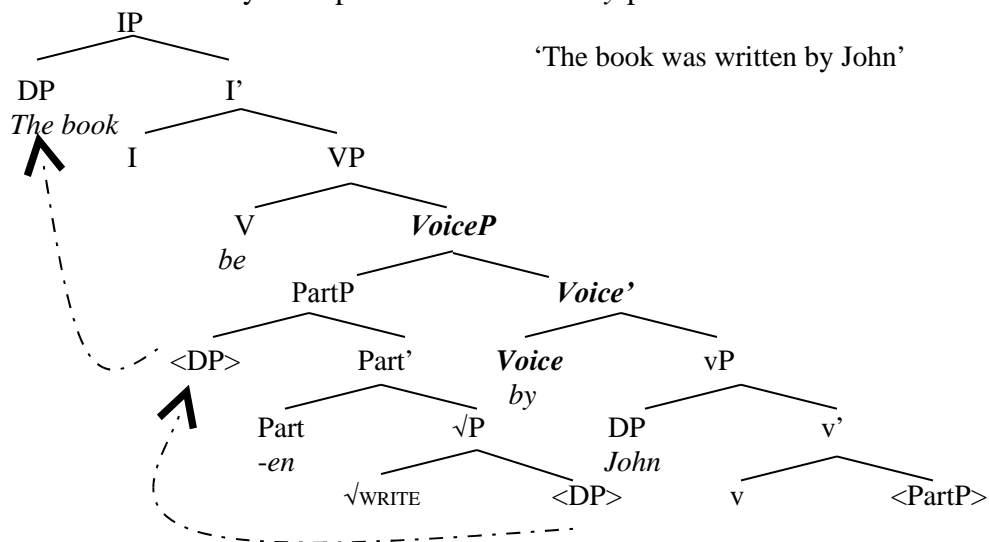 IP
‘The book was written by John’
DP I’
The book
I VP
V VoiceP
be
PartP Voice’
<DP> Part’ Voice vP
by
Part √P DP v’
-en John
√WRITE <DP> v <PartP>